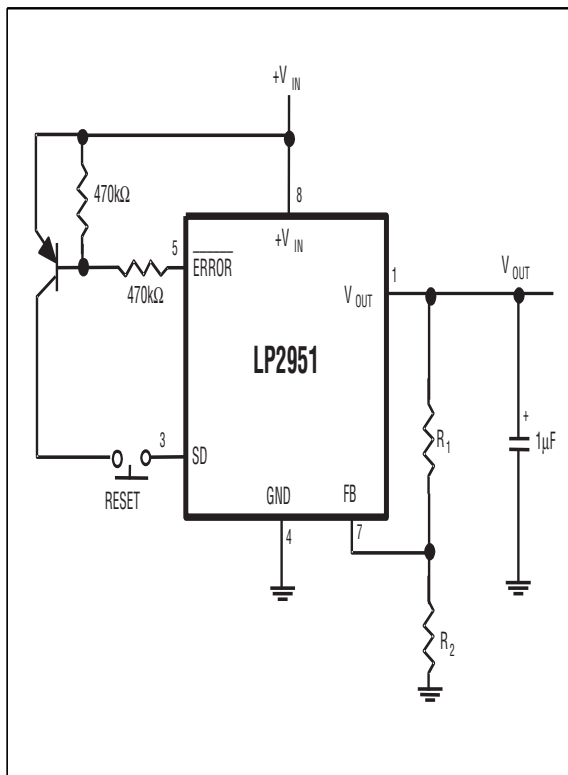 +V IN
8
470kΩ
5
+V IN
ERROR
1
V OUT
470kΩ
V OUT
LP2951
+
R1
1µF
3
SD
RESET
GND
FB
4
7
R2